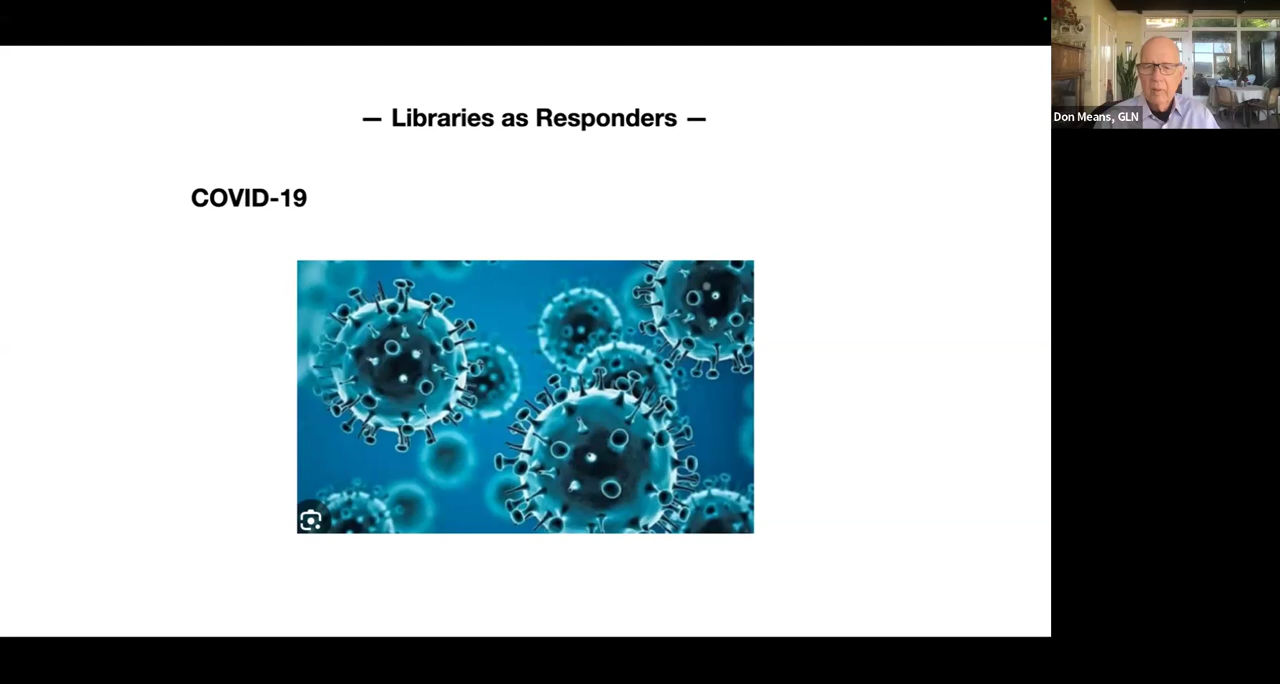 — Libraries as Responders —
COVID-19
Don Means, GLN